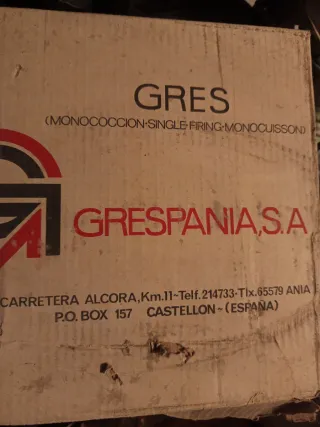 GRES
(MONOCOCCION-SINGLE-FIRING-MONOCUISSON)
GRESPANIA,S.A
CARRETERA ALCORA,Km.11-Telf.214733-Tlx.65579 ANIA
P.O. BOX 157 CASTELLON-(ESPAÑA)